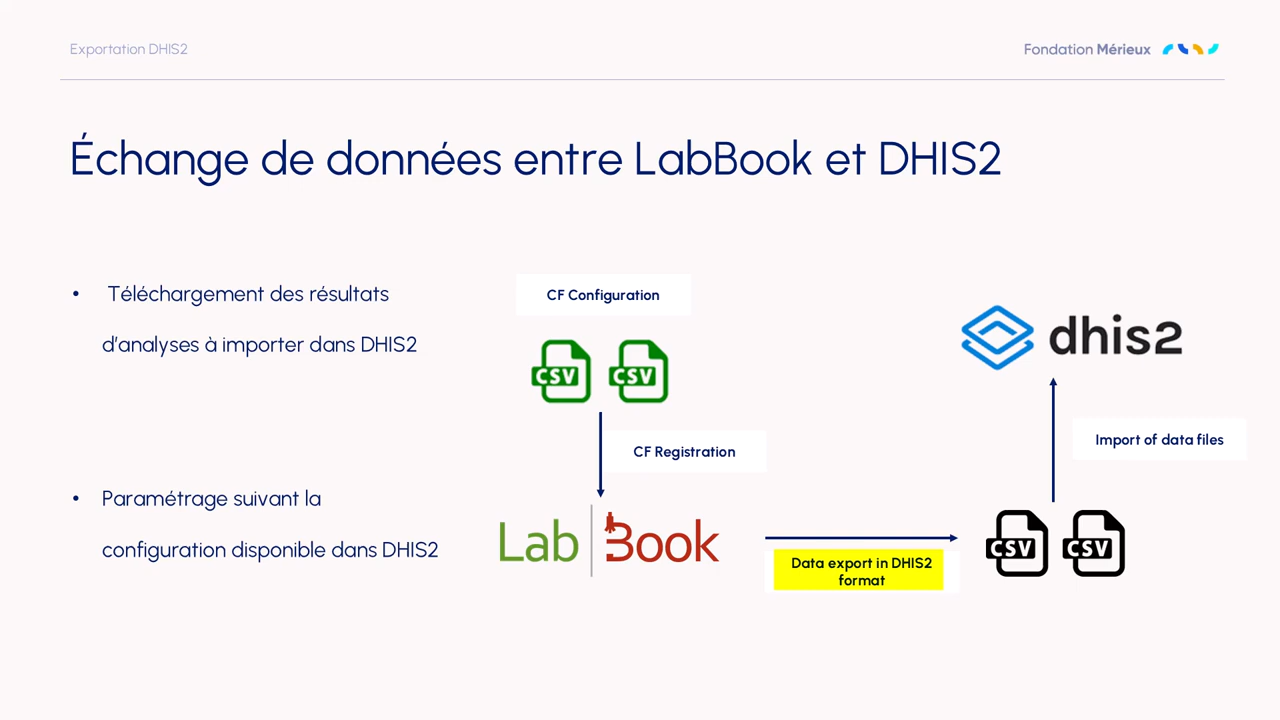 Exportation DHIS2
Fondation Mérieux
Échange de données entre LabBook et DHIS2
• Téléchargement des résultats
d’analyses à importer dans DHIS2
• Paramétrage suivant la
configuration disponible dans DHIS2
CF Configuration
CSV CSV
CF Registration
Lab Book
Data export in DHIS2
format
CSV CSV
Import of data files
dhis2